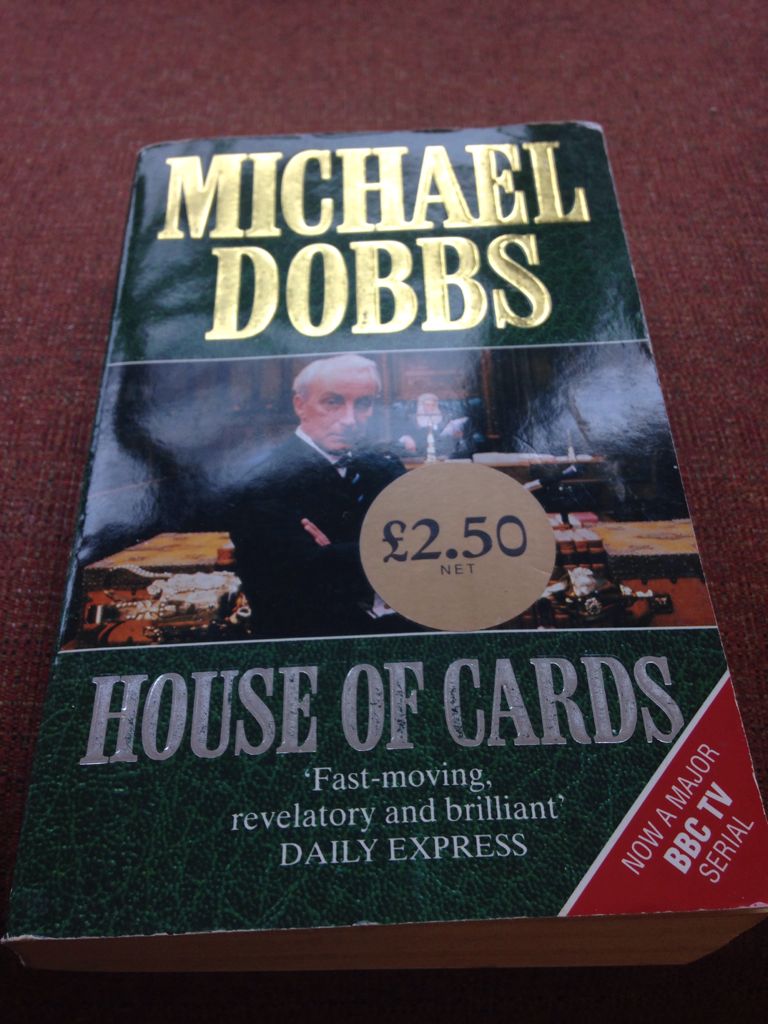 MICHAEL
DOBBS
£2.50
NET
HOUSE OF CARDS
‘Fast-moving,
revelatory and brilliant’
DAILY EXPRESS
NOW A MAJOR
BBC TV
SERIAL